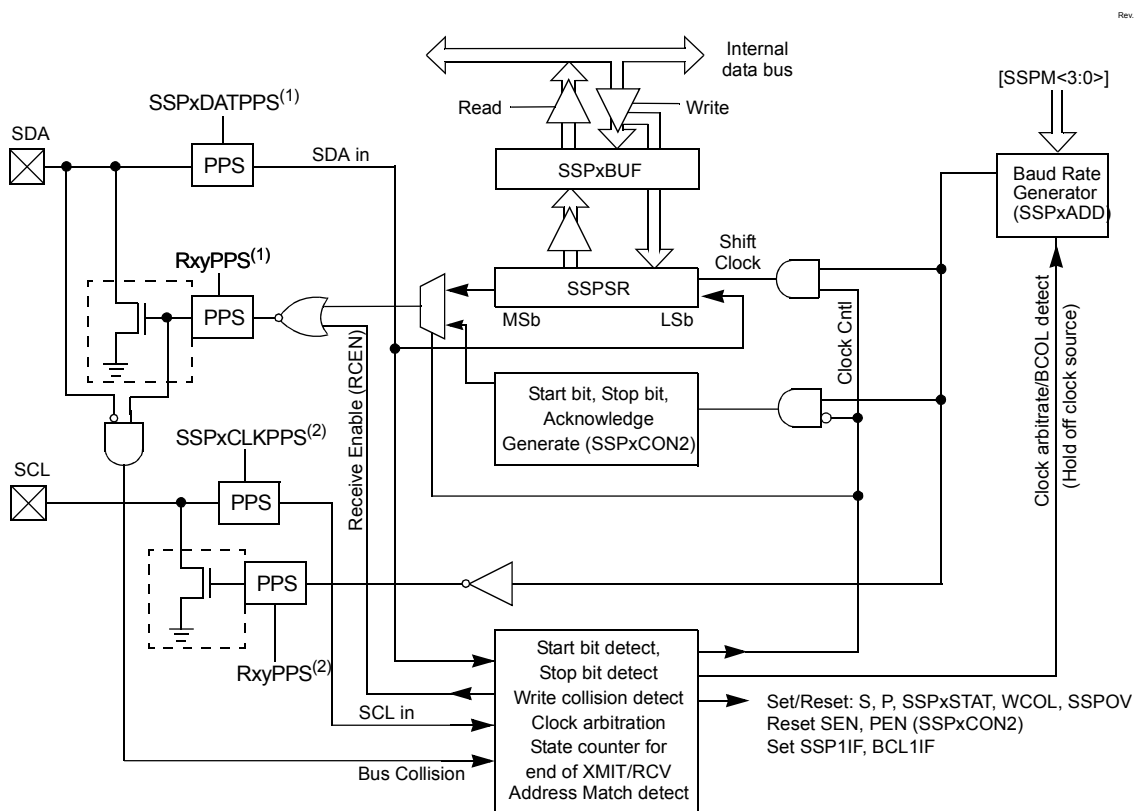 Rev.
Internal
data bus
[SSPM<3:0>]
Read
Write
SSPxDATPPS(1)
SDA
PPS
SDA in
SSPxBUF
Baud Rate
Generator
(SSPxADD)
Shift
Clock
RxyPPS(1)
PPS
SSPSR
MSb
LSb
Receive Enable (RCEN)
Clock Cntl
Clock arbitrate/BCOL detect
(Hold off clock source)
Start bit, Stop bit,
Acknowledge
Generate (SSPxCON2)
SSPxCLKPPS(2)
SCL
PPS
PPS
RxyPPS(2)
SCL in
Bus Collision
Start bit detect,
Stop bit detect
Write collision detect
Clock arbitration
State counter for
end of XMIT/RCV
Address Match detect
Set/Reset: S, P, SSPxSTAT, WCOL, SSPOV
Reset SEN, PEN (SSPxCON2)
Set SSP1IF, BCL1IF